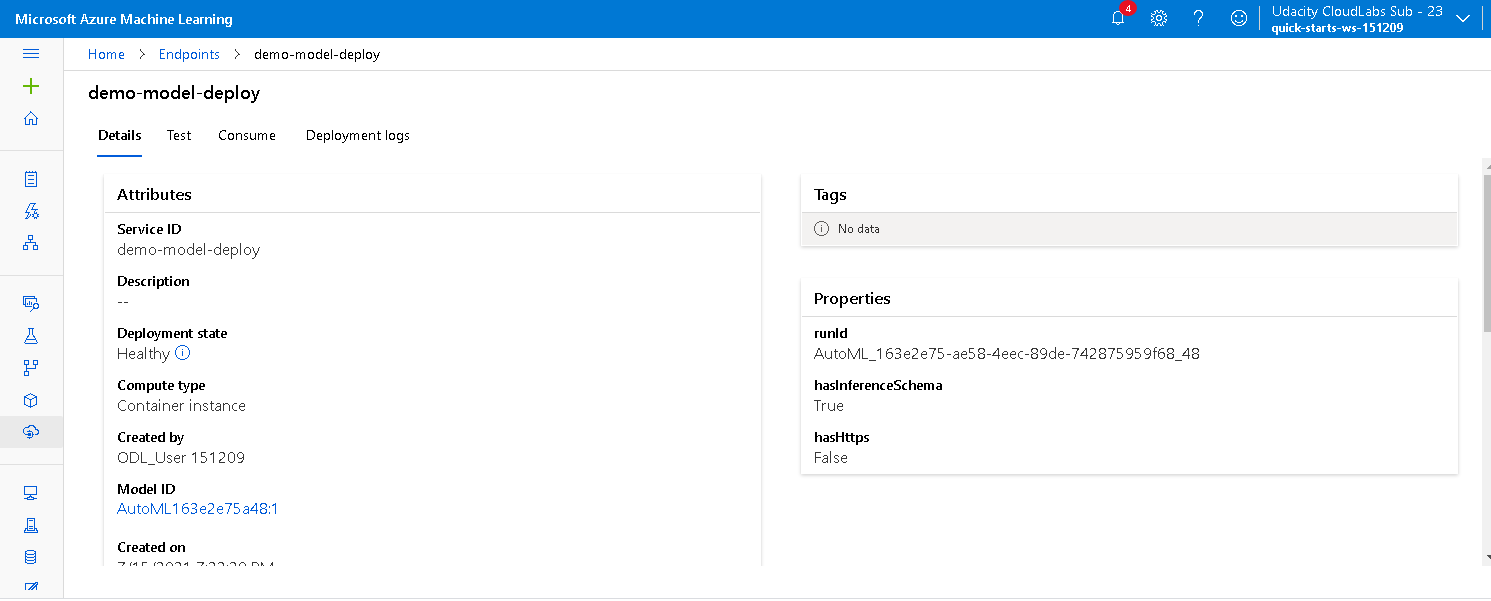 Microsoft Azure Machine Learning
4
Udacity CloudLabs Sub - 23
quick-starts-ws-151209
Home > Endpoints > demo-model-deploy
demo-model-deploy
Details Test Consume Deployment logs
Attributes
Service ID
demo-model-deploy
Description
--
Deployment state
Healthy
Compute type
Container instance
Created by
ODL_User 151209
Model ID
AutoML163e2e75a48:1
Created on
Tags
No data
Properties
runId
AutoML_163e2e75-ae58-4eec-89de-742875959f68_48
hasInferenceSchema
True
hasHttps
False